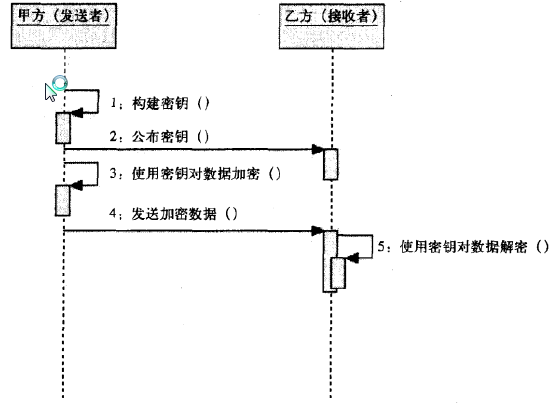 甲方（发送者）
乙方（接收者）
1：构建密钥（）
2：公布密钥（）
3：使用密钥对数据加密（）
4：发送加密数据（）
5：使用密钥对数据解密（）